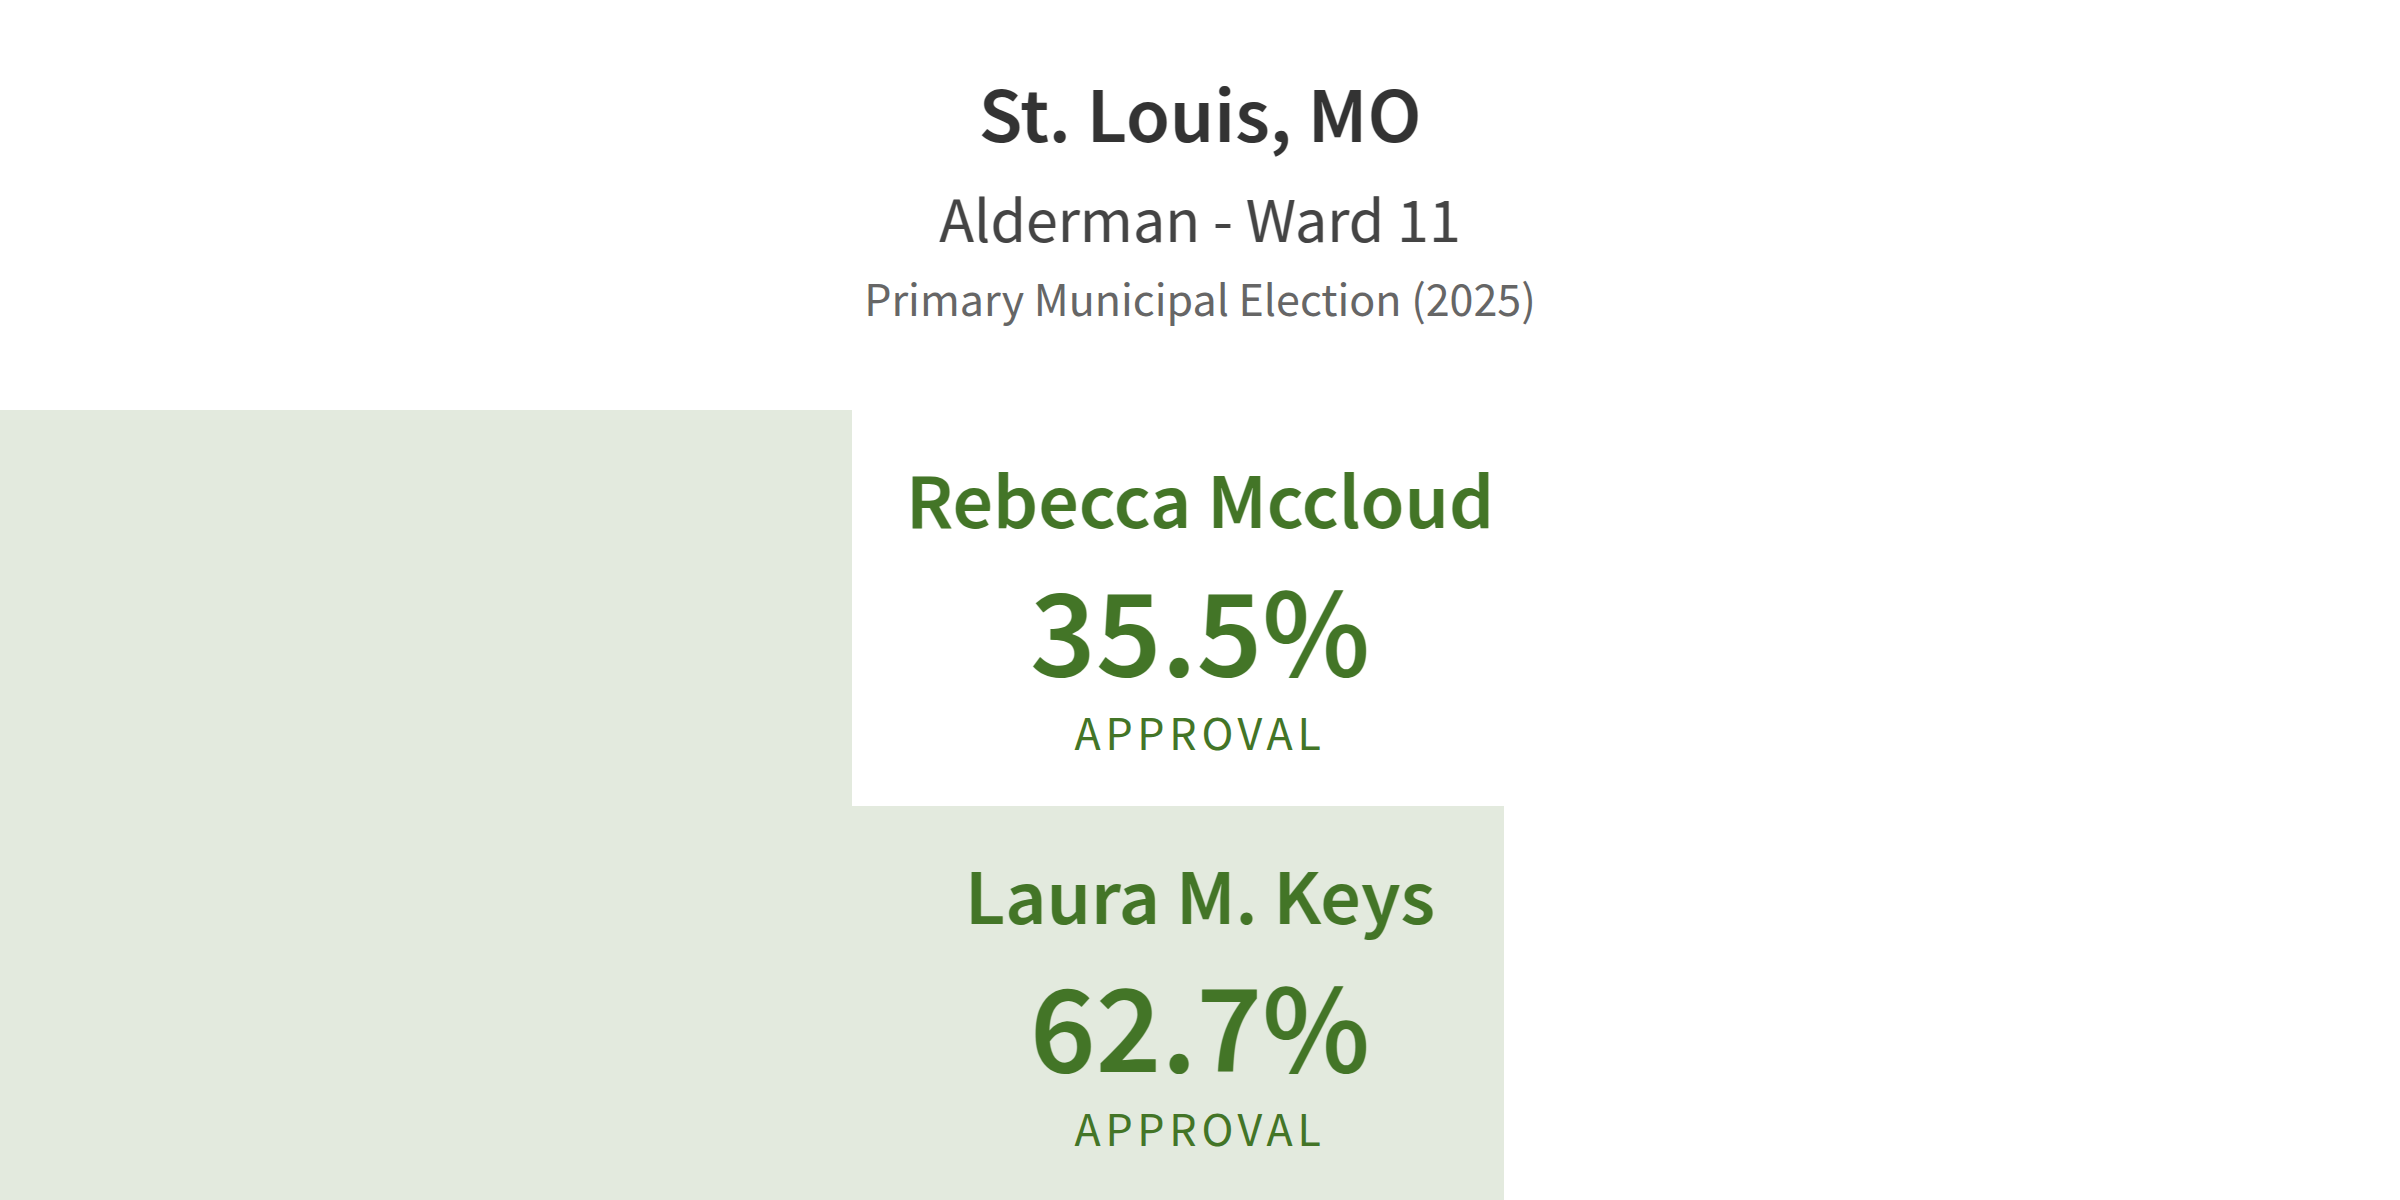 St. Louis, MO
Alderman - Ward 11
Primary Municipal Election (2025)
Rebecca Mccloud
35.5%
APPROVAL
Laura M. Keys
62.7%
APPROVAL